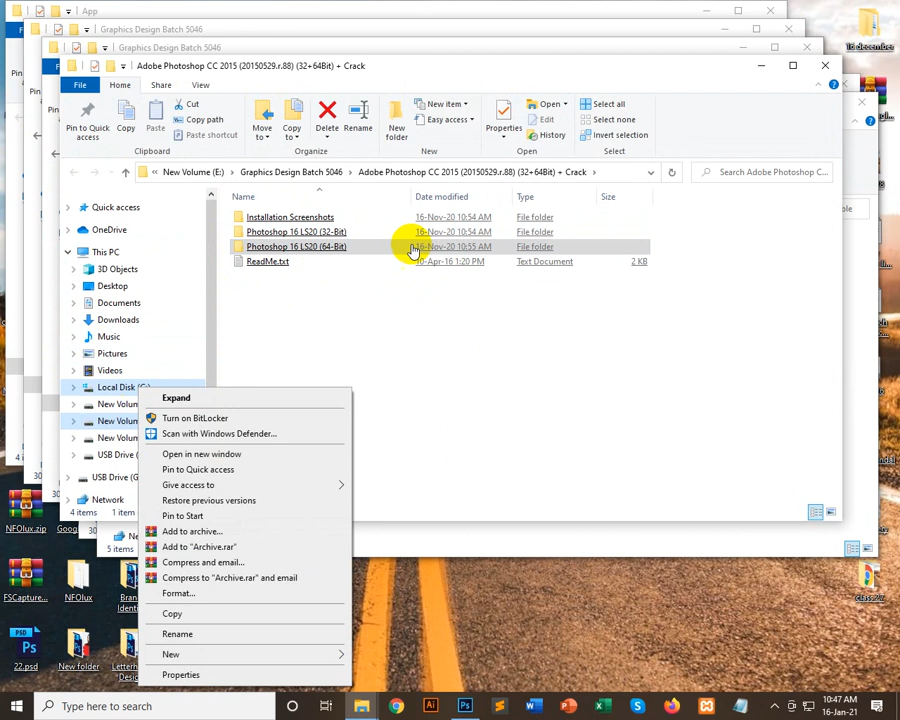 App
Graphics Design Batch 5046
Graphics Design Batch 5046
Adobe Photoshop CC 2015 (20150529.r.88) (32+64Bit) + Crack
File Home Share View
Pin to Quick access
Copy
Paste
Cut
Copy path
Paste shortcut
Move to
Copy to
Delete
Rename
New folder
New item
Easy access
Properties
Open
Edit
History
Select all
Select none
Invert selection
Clipboard Organize New Open Select
New Volume (E:) Graphics Design Batch 5046 Adobe Photoshop CC 2015 (20150529.r.88) (32+64Bit) + Crack
Search Adobe Photoshop CC...
Name Date modified Type Size
Installation Screenshots 16-Nov-20 10:54 AM File folder
Photoshop 16 LS20 (32-Bit) 16-Nov-20 10:54 AM File folder
Photoshop 16 LS20 (64-Bit) 16-Nov-20 10:55 AM File folder
ReadMe.txt 10-Apr-16 1:20 PM Text Document 2 KB
Quick access
OneDrive
This PC
3D Objects
Desktop
Documents
Downloads
Music
Pictures
Videos
Local Disk (C:)
New Volum
New Volum
New Volum
USB Drive (
USB Drive (G
Network
4 items 1 item
5 items
Expand
Turn on BitLocker
Scan with Windows Defender...
Open in new window
Pin to Quick access
Give access to
Restore previous versions
Pin to Start
Add to archive...
Add to "Archive.rar"
Compress and email...
Compress to "Archive.rar" and email
Format...
Copy
Rename
New
Properties
16 december
NFOlux.zip
Goog
FSCapture...
NFOlux
Bran
Identi
22.psd
New folder
Letterh
Desig
Type here to search
10:47 AM
16-Jan-21